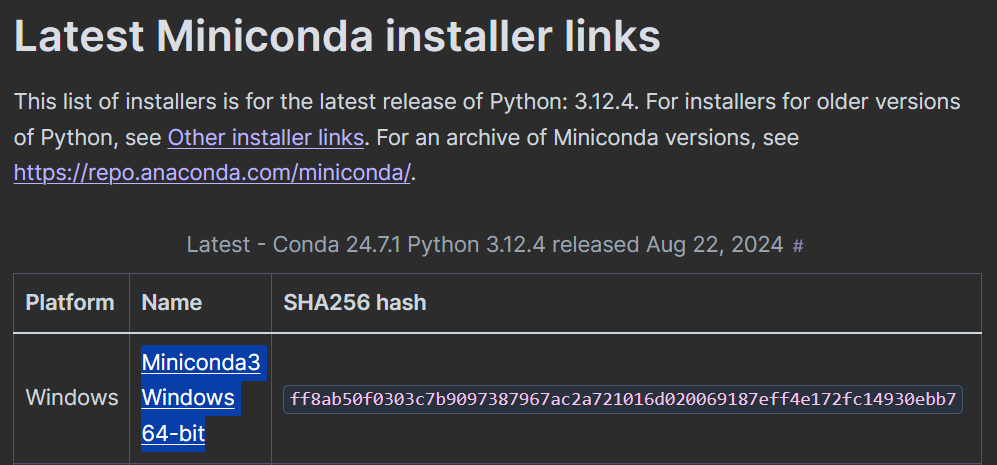 Latest Miniconda installer links
This list of installers is for the latest release of Python: 3.12.4. For installers for older versions
of Python, see Other installer links. For an archive of Miniconda versions, see
https://repo.anaconda.com/miniconda/.
Latest - Conda 24.7.1 Python 3.12.4 released Aug 22, 2024 #
Platform Name SHA256 hash
Miniconda3
Windows Windows ff8ab50f0303c7b9097387967ac2a721016d020069187eff4e172fc14930ebb7
64-bit